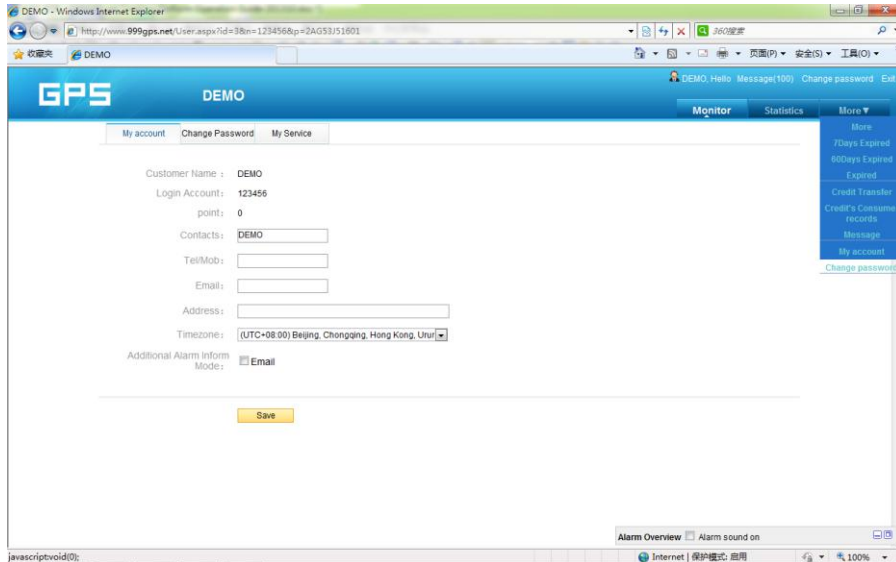 DEMO - Windows Internet Explorer
http://www.999gps.net/User.aspx?id=3&n=123456&p=2AG53J51601
360搜索
收藏夹 DEMO 页面(P) 安全(S) 工具(O)
DEMO, Hello Message(100) Change password Exit
GPS DEMO
Monitor Statistics More▼
My account Change Password My Service
More
7Days Expired
60Days Expired
Expired
Credit Transfer
Credit's Consume
records
Message
My account
Change password
Customer Name : DEMO
Login Account: 123456
point: 0
Contacts: DEMO
Tel/Mob:
Email:
Address:
Timezone: (UTC+08:00) Beijing, Chongqing, Hong Kong, Urur
Additional Alarm Inform
Mode: Email
Save
Alarm Overview Alarm sound on
javascript:void(0); Internet | 保护模式: 启用 100%